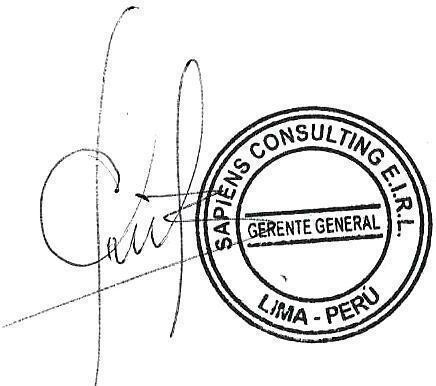 SAPIENS CONSULTING E.I.R.L.
GERENTE GENERAL
LIMA - PERÚ